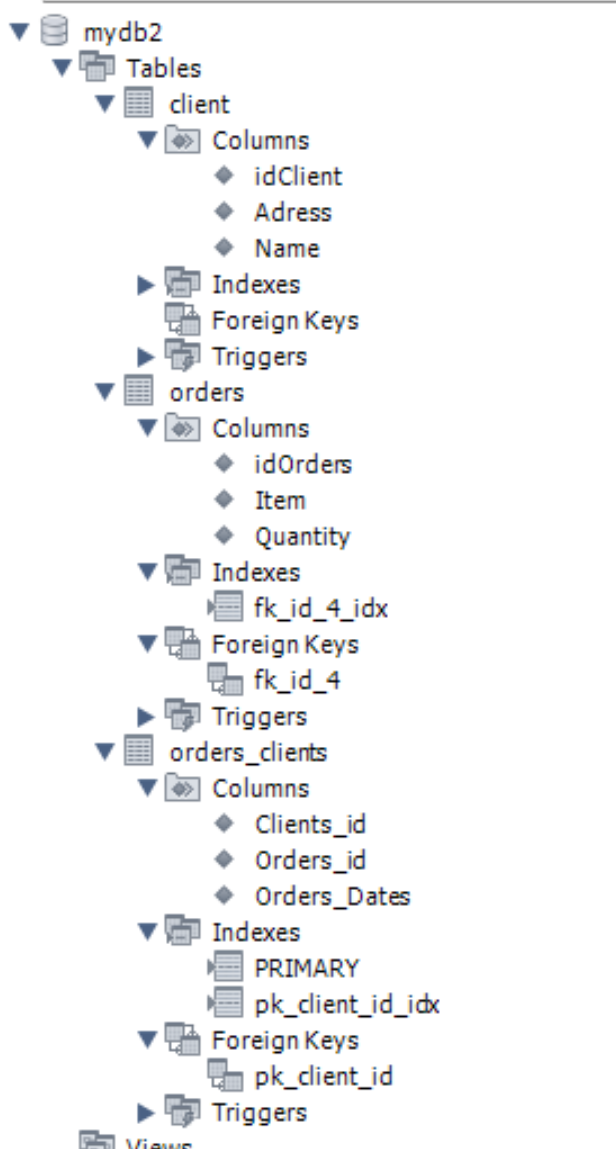 mydb2
Tables
client
Columns
idClient
Adress
Name
Indexes
Foreign Keys
Triggers
orders
Columns
idOrders
Item
Quantity
Indexes
fk_id_4_idx
Foreign Keys
fk_id_4
Triggers
orders_clients
Columns
Clients_id
Orders_id
Orders_Dates
Indexes
PRIMARY
pk_client_id_idx
Foreign Keys
pk_client_id
Triggers
Views